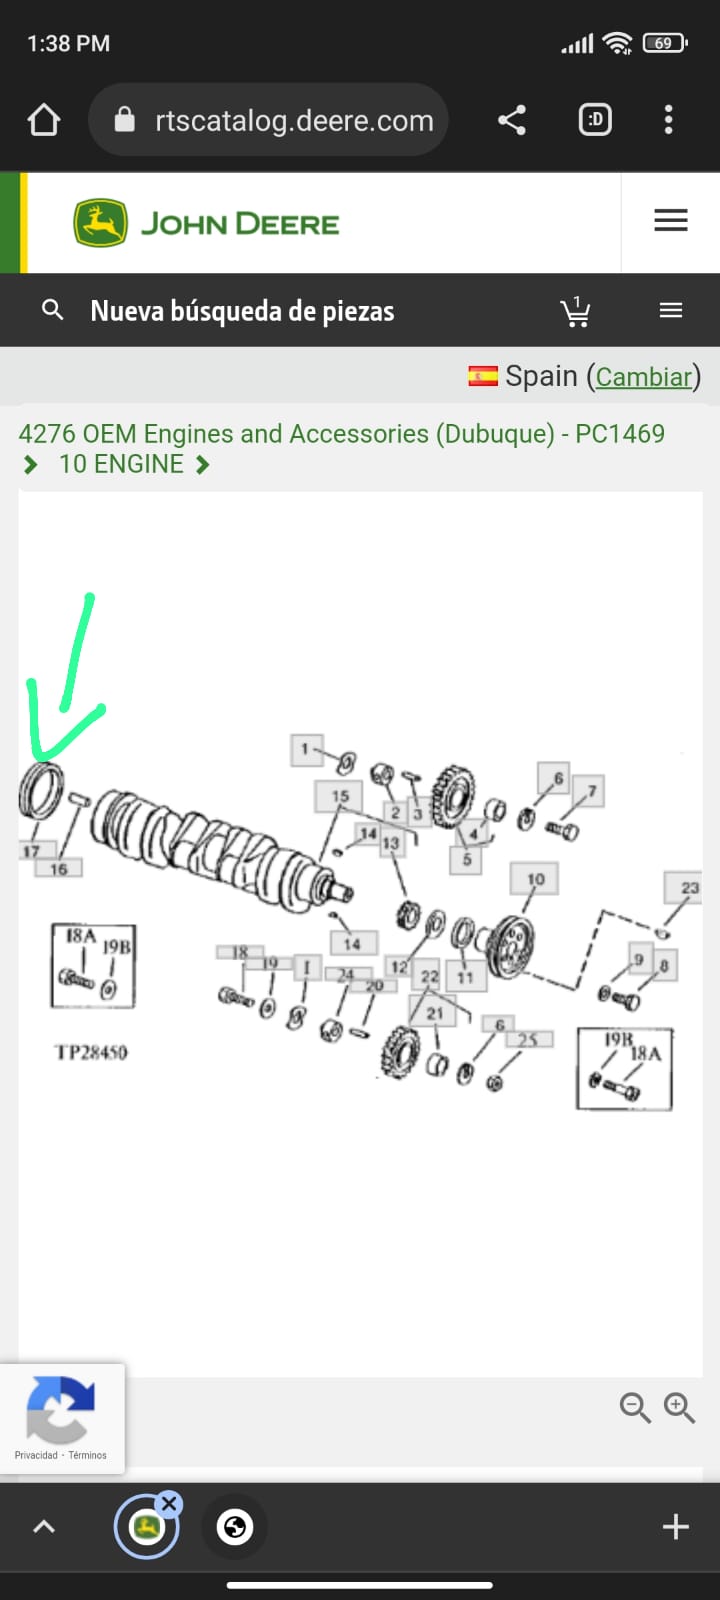 1:38 PM
69
rtscatalog.deere.com
:D
JOHN DEERE
Nueva búsqueda de piezas
1
Spain (Cambiar)
4276 OEM Engines and Accessories (Dubuque) - PC1469
10 ENGINE
1
6
7
15
2
3
14
13
4
5
10
17
16
23
18A
19B
14
18
19
1
24
20
12
22
11
9
8
21
6
25
TP28450
19B
18A
Privacidad - Términos